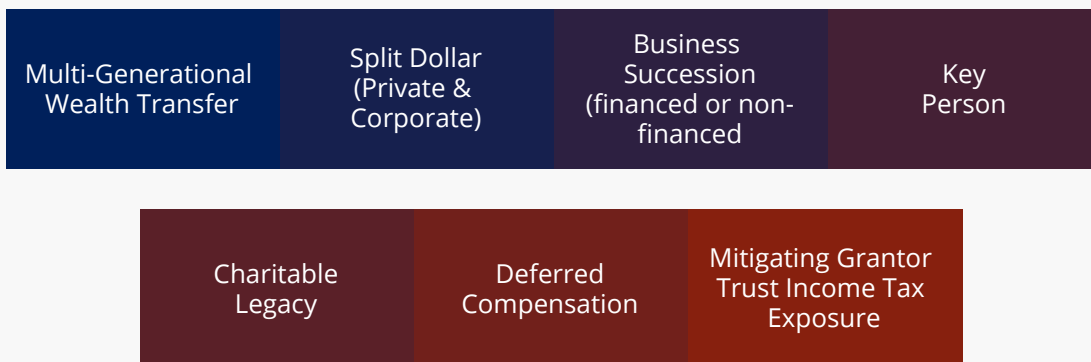 Multi-Generational
Wealth Transfer
Split Dollar
(Private &
Corporate)
Business
Succession
(financed or non-
financed
Key
Person
Charitable
Legacy
Deferred
Compensation
Mitigating Grantor
Trust Income Tax
Exposure